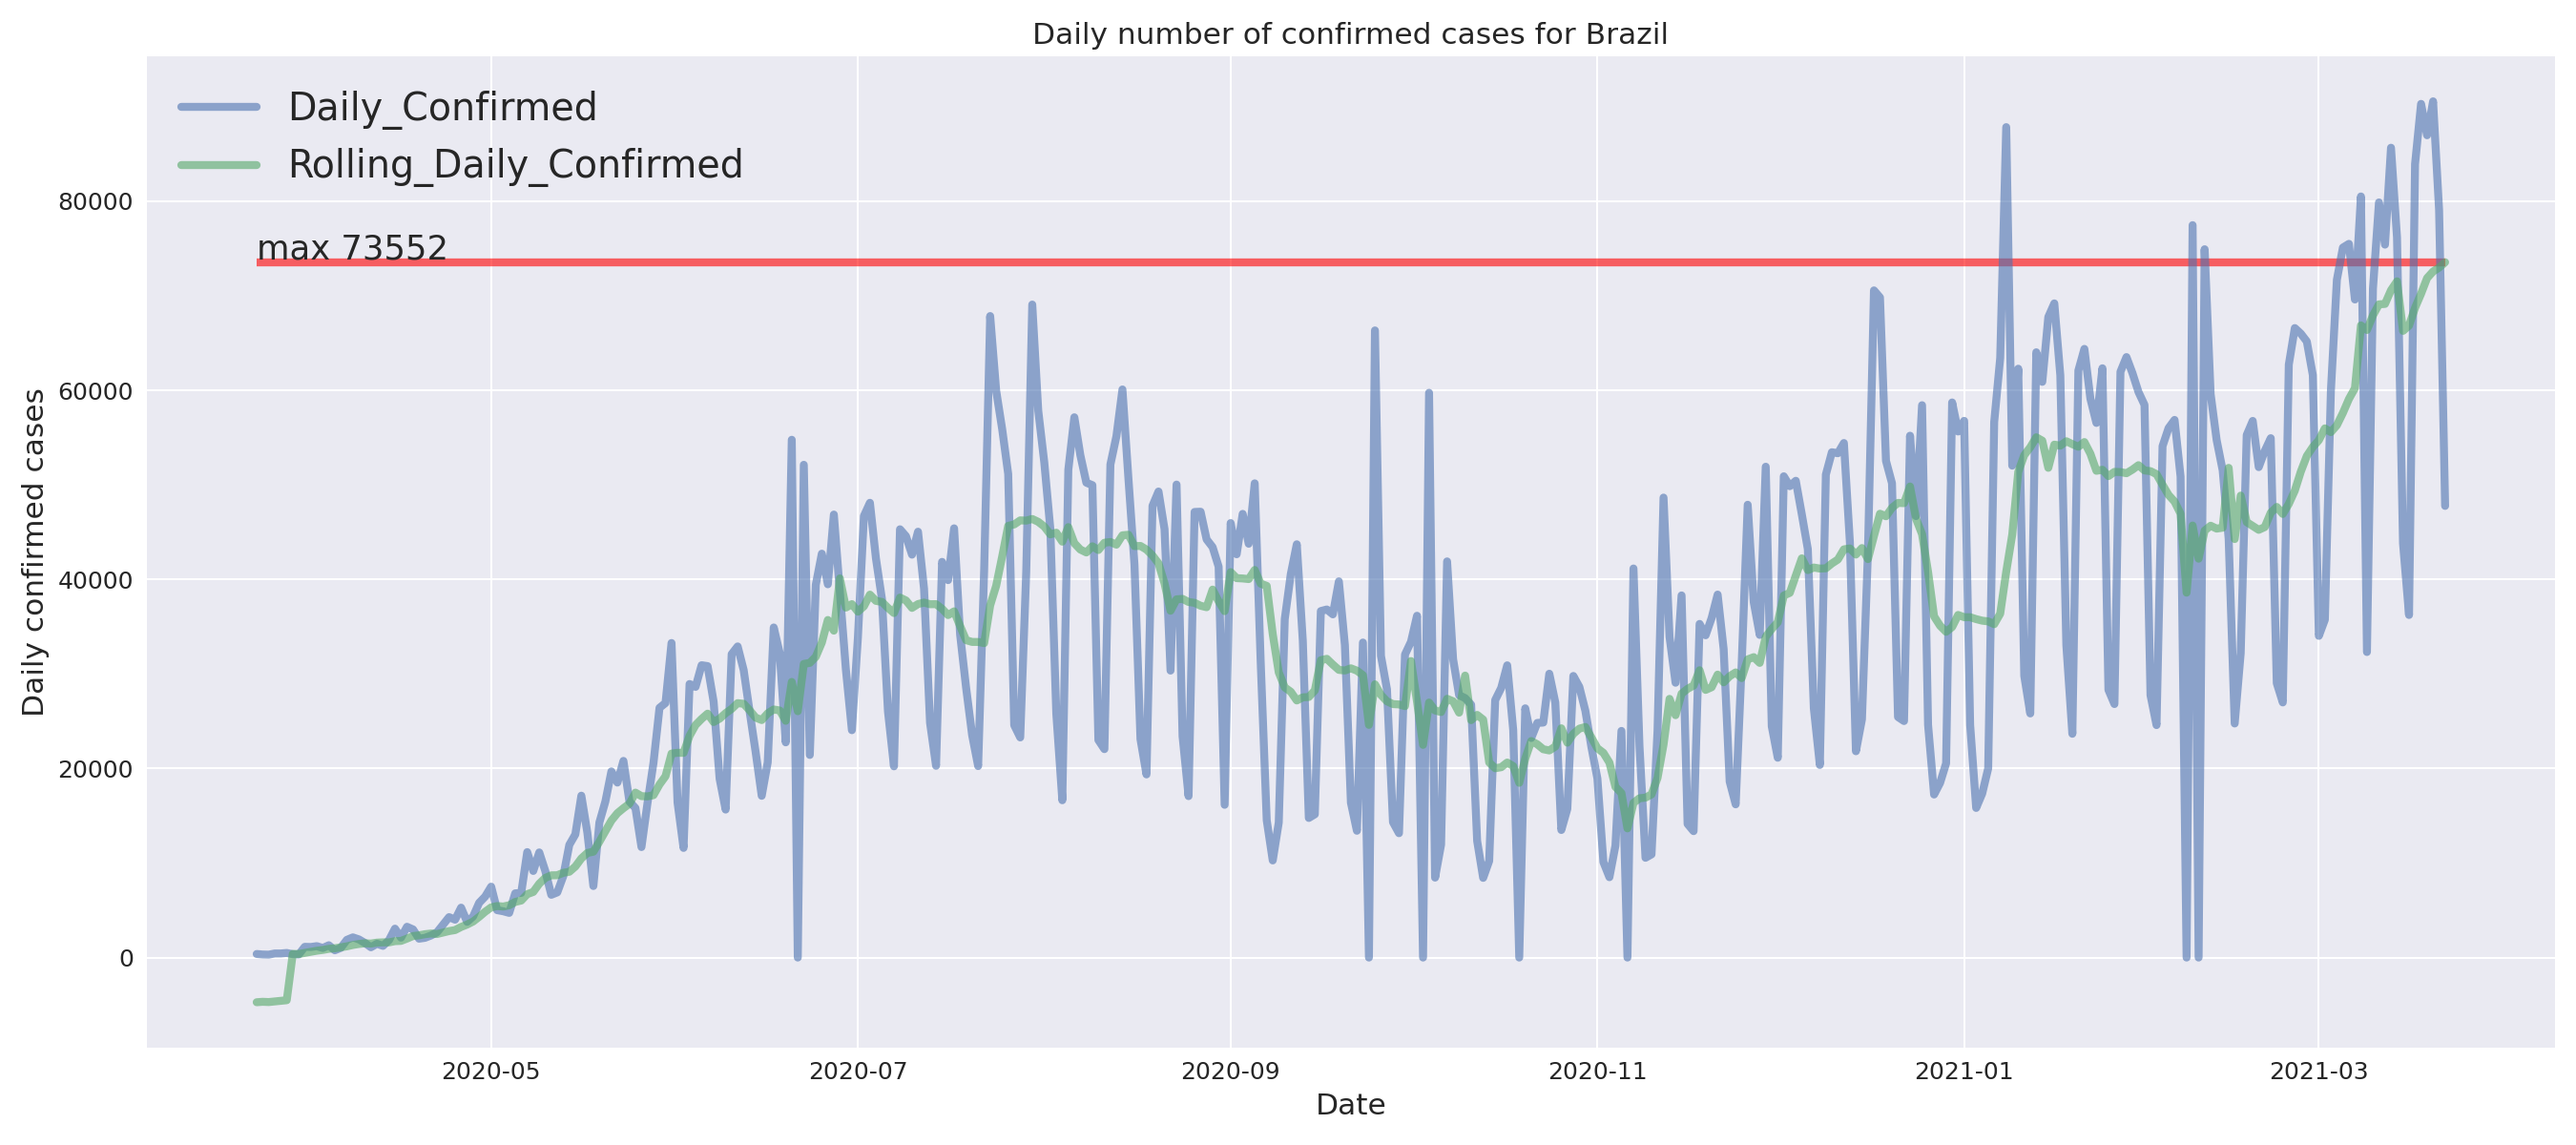 Daily number of confirmed cases for Brazil
Daily_Confirmed
Rolling_Daily_Confirmed
max 73552
80000
60000
40000
20000
0
Daily confirmed cases
2020-05
2020-07
2020-09
2020-11
2021-01
2021-03
Date